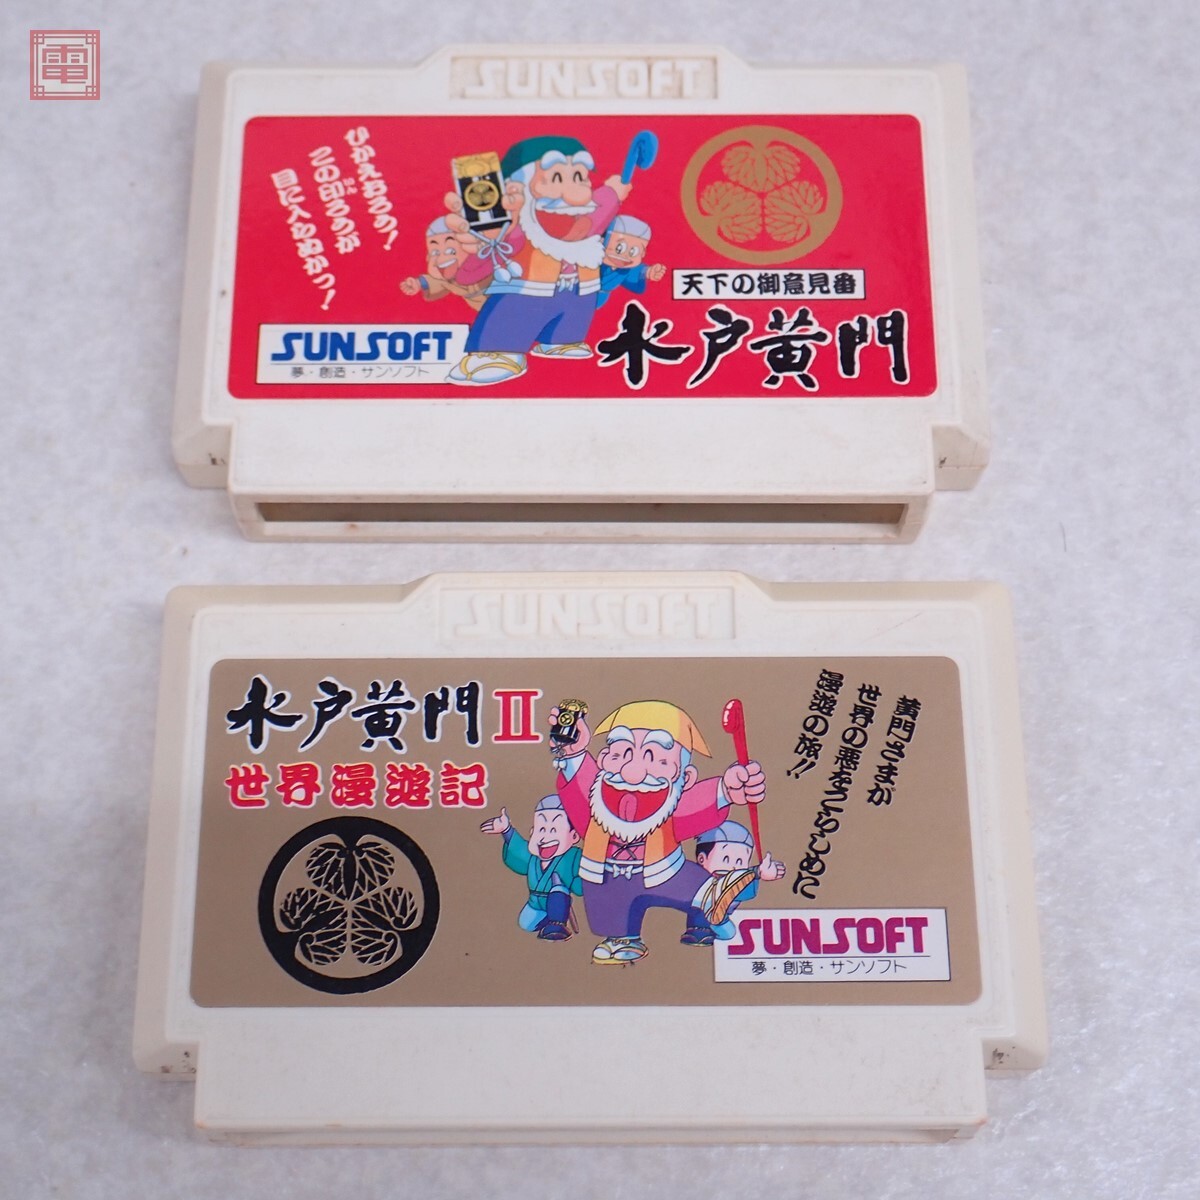 電
SUNSOFT
ひかえおろう!
この印ろうが
ろん
目に入らぬかっ!
天下の御意見番
水戸黄門
SUNSOFT
夢・創造・サンソフト
SUNSOFT
水戸黄門II
世界漫遊記
黄門さまが
世界の悪をこらしめに
漫遊の旅!!
SUNSOFT
夢・創造・サンソフト